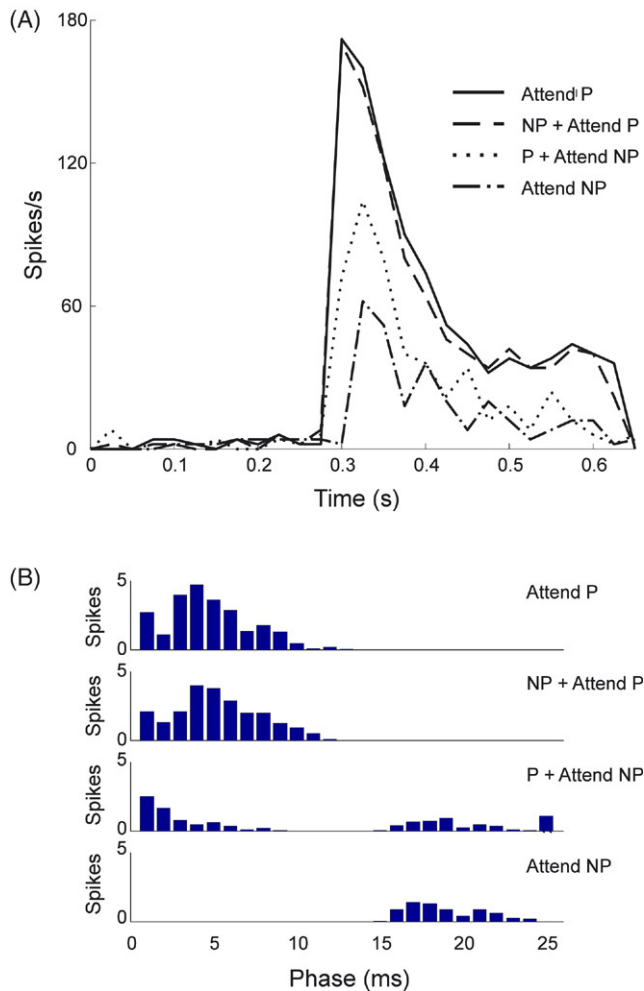 (A)
180
120
60
0
Spikes/s
Attend P
NP + Attend P
P + Attend NP
Attend NP
0 0.1 0.2 0.3 0.4 0.5 0.6
Time (s)
(B)
5
0
Spikes
Attend P
5
0
Spikes
NP + Attend P
5
0
Spikes
P + Attend NP
5
0
Spikes
Attend NP
0 5 10 15 20 25
Phase (ms)